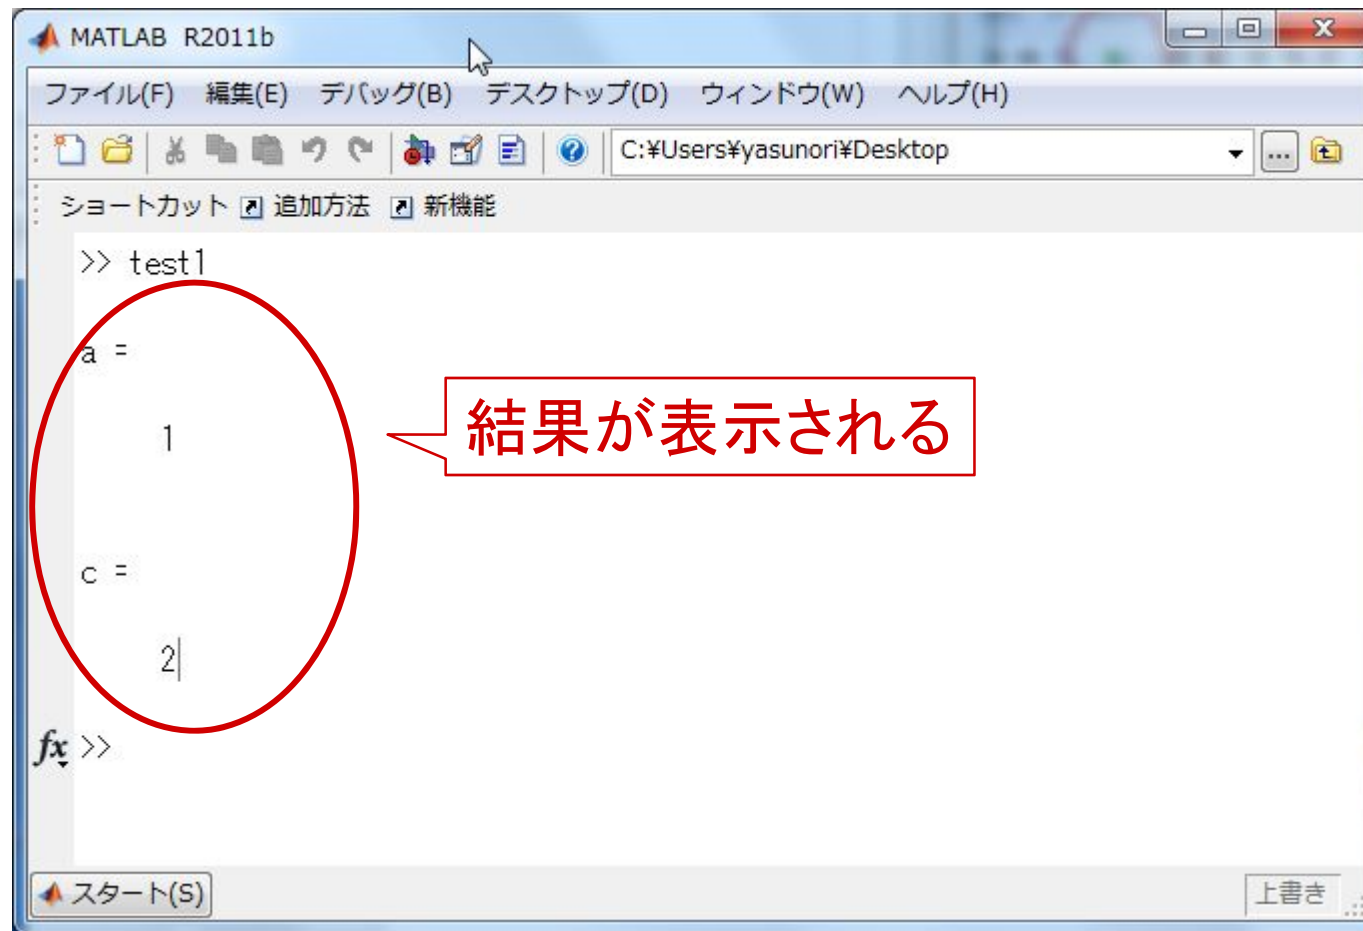 MATLAB R2011b
ファイル(F) 編集(E) デバッグ(B) デスクトップ(D) ウィンドウ(W) ヘルプ(H)
C:¥Users¥yasunori¥Desktop
...
ショートカット 追加方法 新機能
>> test1
a =
結果が表示される
1
c =
2
fx >>
スタート(S) 上書き